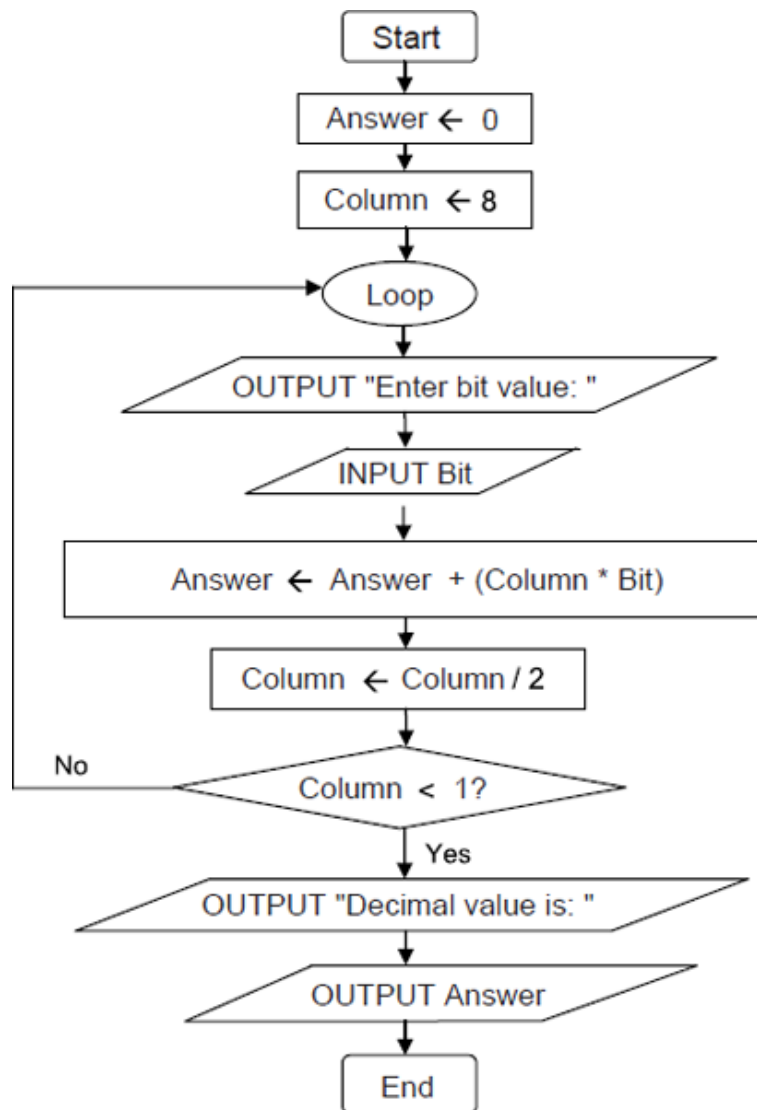 Start
Answer ← 0
Column ← 8
Loop
OUTPUT "Enter bit value: "
INPUT Bit
Answer ← Answer + (Column * Bit)
Column ← Column / 2
No
Column < 1?
Yes
OUTPUT "Decimal value is: "
OUTPUT Answer
End